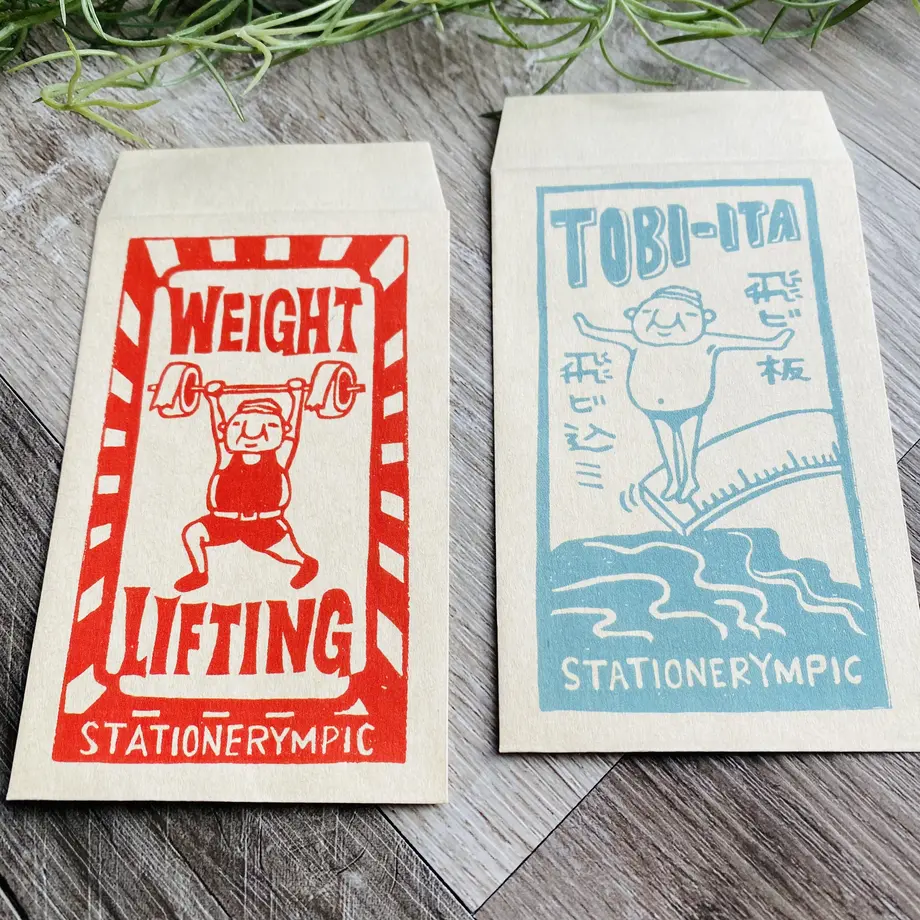 WEIGHT
LIFTING
STATIONERYMPIC
TOBI-ITA
飛ビ板
飛ビ込ミ
STATIONERYMPIC